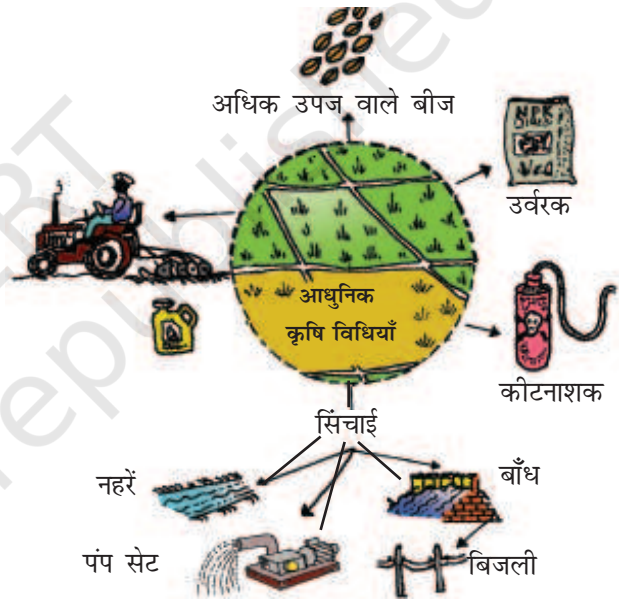 अधिक उपज वाले बीज
N.P.K
उर्वरक
आधुनिक
कृषि विधियाँ
कीटनाशक
सिंचाई
नहरें
बाँध
पंप सेट
बिजली